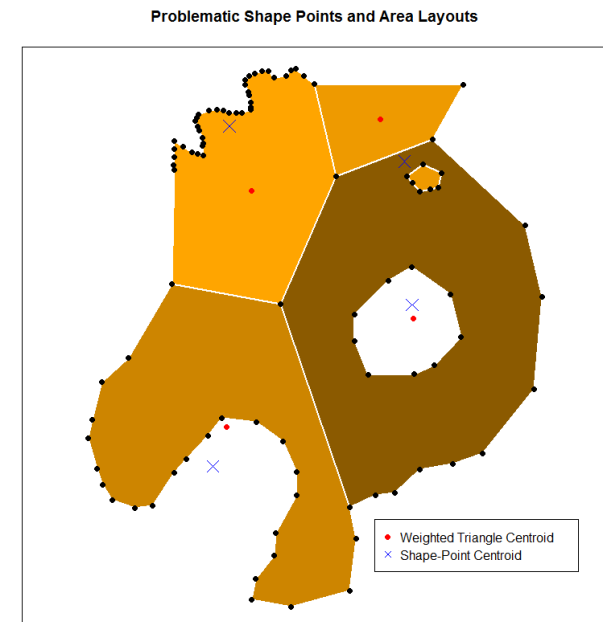 Problematic Shape Points and Area Layouts
Weighted Triangle Centroid
Shape-Point Centroid